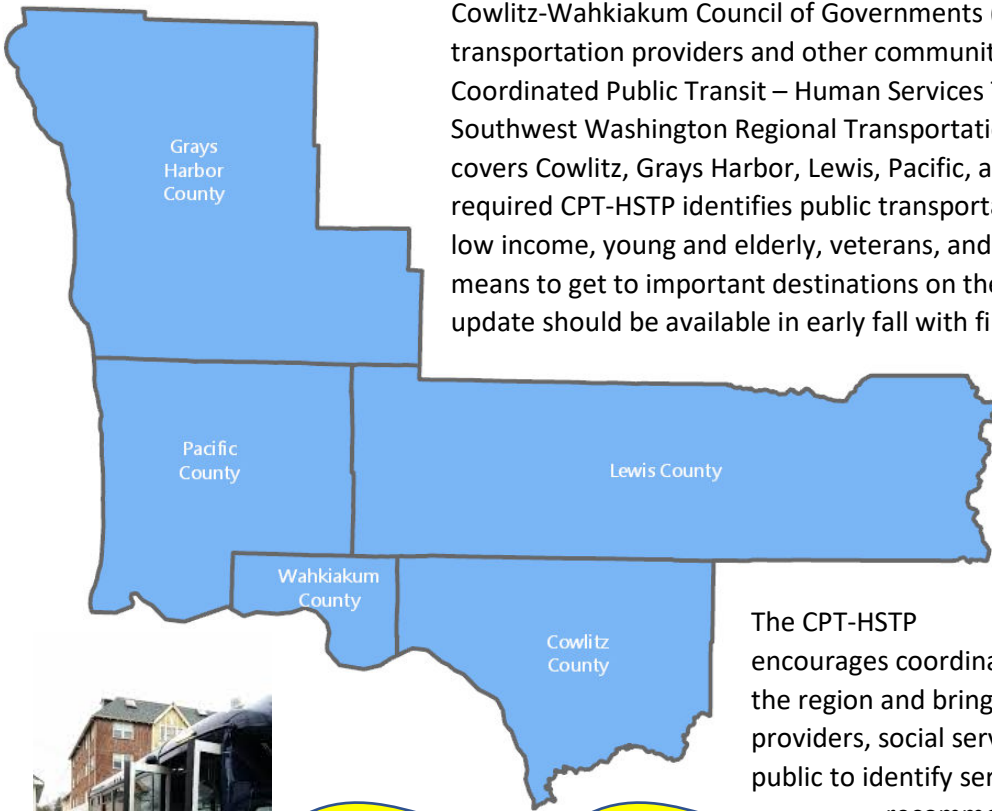 Cowlitz-Wahkiakum Council of Governments (
transportation providers and other communit
Coordinated Public Transit – Human Services
Southwest Washington Regional Transportati
covers Cowlitz, Grays Harbor, Lewis, Pacific, a
required CPT-HSTP identifies public transporta
low income, young and elderly, veterans, and
means to get to important destinations on the
update should be available in early fall with fi
Grays
Harbor
County
Pacific
County
Lewis County
Wahkiakum
County
Cowlitz
County
The CPT-HSTP
encourages coordina
the region and bring
providers, social serv
public to identify ser